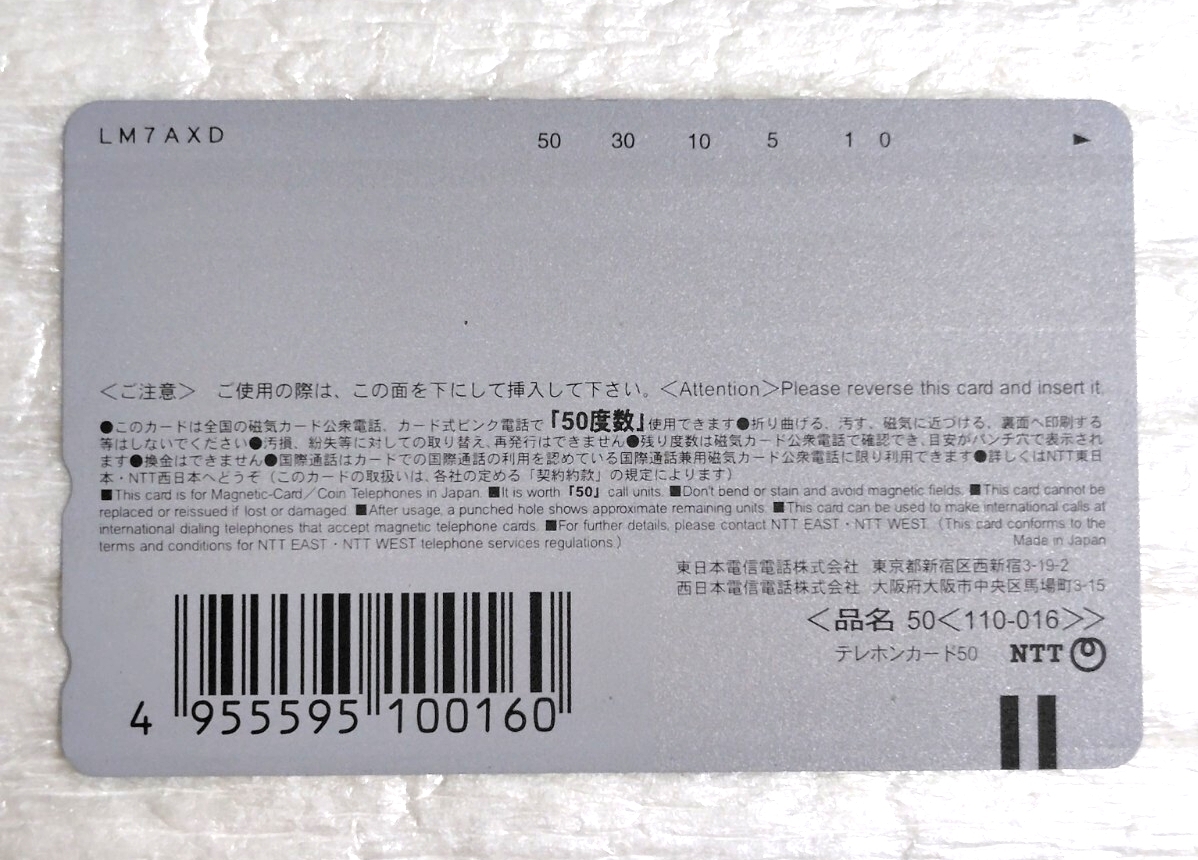 LM7AXD 50 30 10 5 1 0 ►
＜ご注意＞ ご使用の際は、この面を下にして挿入して下さい。＜Attention＞Please reverse this card and insert it.
●このカードは全国の磁気カード公衆電話、カード式ピンク電話で『50度数』使用できます●折り曲げる、汚す、磁気に近づける、裏面へ印刷する
等はしないでください●汚損、紛失等に対しての取り替え、再発行はできません●残り度数は磁気カード公衆電話で確認でき、目安がパンチ穴で表示され
ます●換金はできません●国際通話はカードでの国際通話の利用を認めている国際通話兼用磁気カード公衆電話に限り利用できます●詳しくはNTT東日
本・NTT西日本へどうぞ（このカードの取扱いは、各社の定める「契約約款」の規定によります）
■This card is for Magnetic-Card／Coin Telephones in Japan. ■It is worth『50』call units. ■Don't bend or stain and avoid magnetic fields. ■This card cannot be
replaced or reissued if lost or damaged. ■After usage, a punched hole shows approximate remaining units. ■This card can be used to make international calls at
international dialing telephones that accept magnetic telephone cards. ■For further details, please contact NTT EAST・NTT WEST.（This card conforms to the
terms and conditions for NTT EAST・NTT WEST telephone services regulations.） Made in Japan
東日本電信電話株式会社 東京都新宿区西新宿3-19-2
西日本電信電話株式会社 大阪府大阪市中央区馬場町3-15
＜品名 50＜110-016＞＞
テレホンカード50 NTT
4 955595 100160